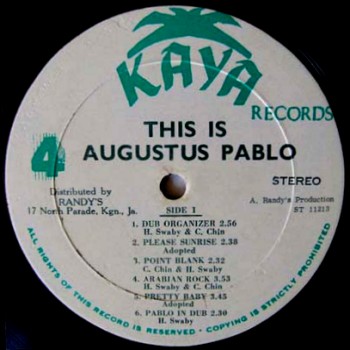 KAYA
RECORDS
THIS IS
AUGUSTUS PABLO
4
STEREO
Distributed by
RANDY'S
17 North Parade, Kgn., Ja.
SIDE 1
A. Randy's Production
ST 11213
1. DUB ORGANIZER 2.56
H. Swaby & C. Chin
2. PLEASE SUNRISE 2.38
Adopted
3. POINT BLANK 2.32
C. Chin & H. Swaby
4. ARABIAN ROCK 3.53
H. Swaby & C. Chin
5. PRETTY BABY 3.45
Adopted
6. PABLO IN DUB 2.30
H. Swaby
ALL RIGHTS OF THIS RECORD IS RESERVED - COPYING IS STRICTLY PROHIBITED